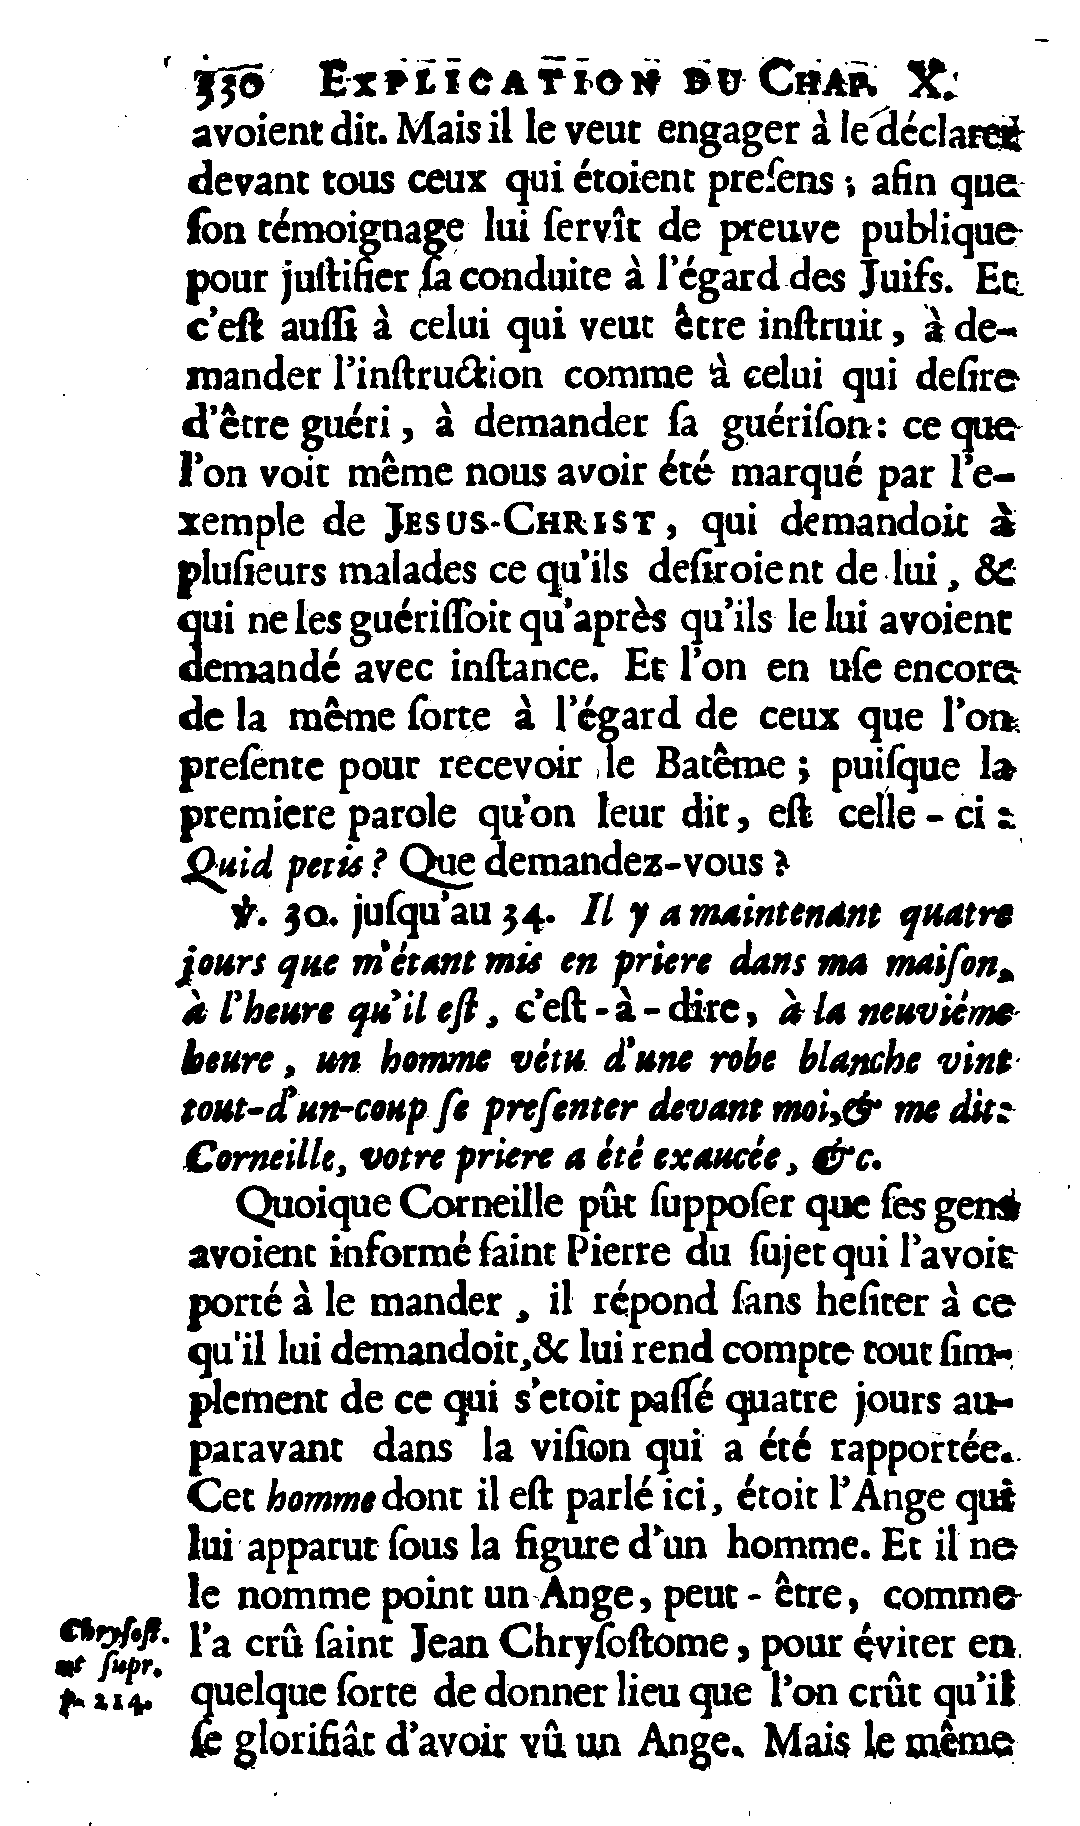 330 EXPLICATION DU CHAP. X.
avoient dit. Mais il le veut engager à le déclarer
devant tous ceux qui étoient preſens ; afin que
ſon témoignage lui ſervît de preuve publique
pour juſtifier ſa conduite à l'égard des Juifs. Et
c'eſt auſſi à celui qui veut être inſtruit, à de-
mander l'inſtruction comme à celui qui deſire
d'être guéri, à demander ſa guériſon: ce que
l'on voit même nous avoir été marqué par l'e-
xemple de JESUS-CHRIST, qui demandoit à
pluſieurs malades ce qu'ils deſiroient de lui, &
qui ne les guériſſoit qu'après qu'ils le lui avoient
demandé avec inſtance. Et l'on en uſe encore
de la même ſorte à l'égard de ceux que l'on
preſente pour recevoir le Batême ; puiſque la
premiere parole qu'on leur dit, eſt celle-ci :
Quid petis ? Que demandez-vous ?
℣. 30. juſqu'au 34. Il y a maintenant quatre
jours que m'étant mis en priere dans ma maiſon,
à l'heure qu'il eſt, c'eſt-à-dire, à la neuviéme
heure, un homme vétu d'une robe blanche vint
tout-d'un-coup ſe preſenter devant moi, & me dit:
Corneille, votre priere a été exaucée, &c.
Quoique Corneille pût ſuppoſer que ſes gens
avoient informé ſaint Pierre du ſujet qui l'avoit
porté à le mander, il répond ſans heſiter à ce
qu'il lui demandoit, & lui rend compte tout ſim-
plement de ce qui s'etoit paſſé quatre jours au-
paravant dans la viſion qui a été rapportée.
Cet homme dont il eſt parlé ici, étoit l'Ange qui
lui apparut ſous la figure d'un homme. Et il ne
le nomme point un Ange, peut-être, comme
Chryſoſt. l'a crû ſaint Jean Chryſoſtome, pour éviter en
ut ſupr.
p. 214. quelque ſorte de donner lieu que l'on crût qu'il
ſe glorifiât d'avoir vû un Ange. Mais le même